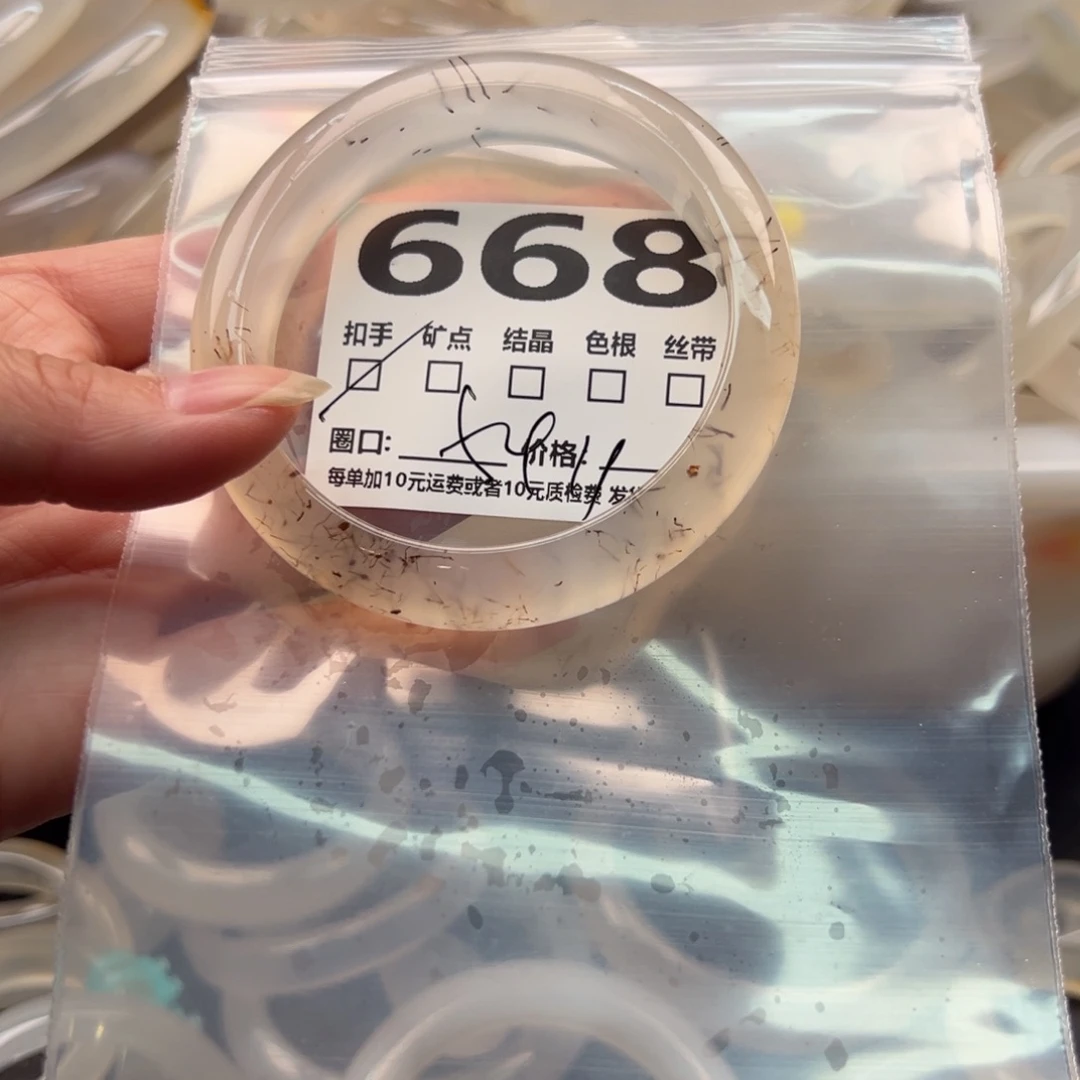 668
扣手 矿点 结晶 色根 丝带
圈口: 价格:
每单加10元运费或者10元质检费 发